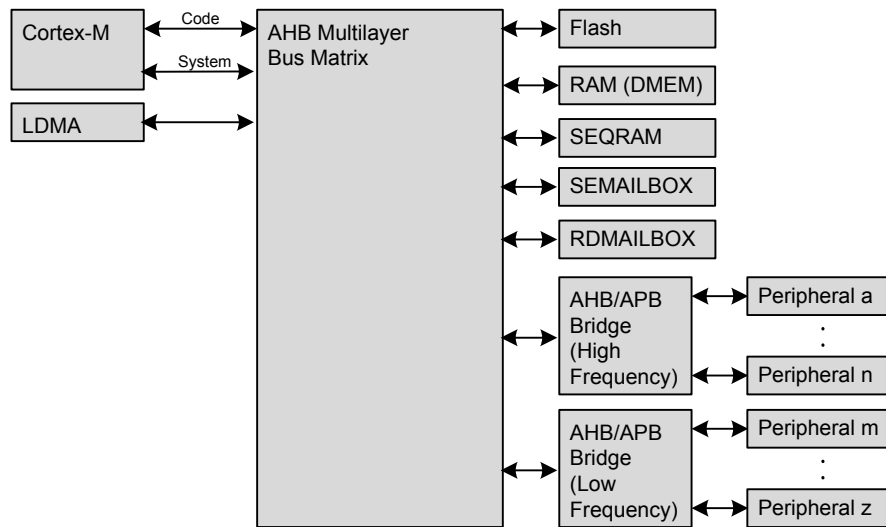 Cortex-M
Code
System
LDMA
AHB Multilayer
Bus Matrix
Flash
RAM (DMEM)
SEQRAM
SEMAILBOX
RDMAILBOX
AHB/APB
Bridge
(High
Frequency)
Peripheral a
:
Peripheral n
AHB/APB
Bridge
(Low
Frequency)
Peripheral m
:
Peripheral z